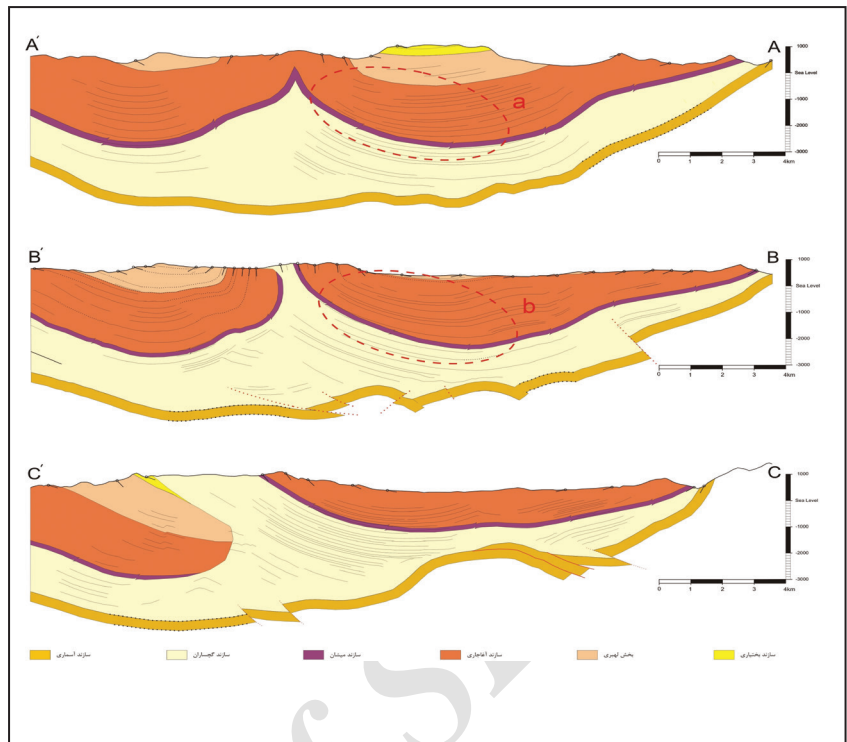 A′
A
1000
Sea Level
-1000
-2000
-3000
a
0 1 2 3 4km
B′
B
1000
Sea Level
-1000
-2000
-3000
b
0 1 2 3 4km
C′
C
1000
Sea Level
-1000
-2000
-3000
0 1 2 3 4km
سازند بختیاری
بخش لهبری
سازند آغاجاری
سازند میشان
سازند گچساران
سازند آسماری